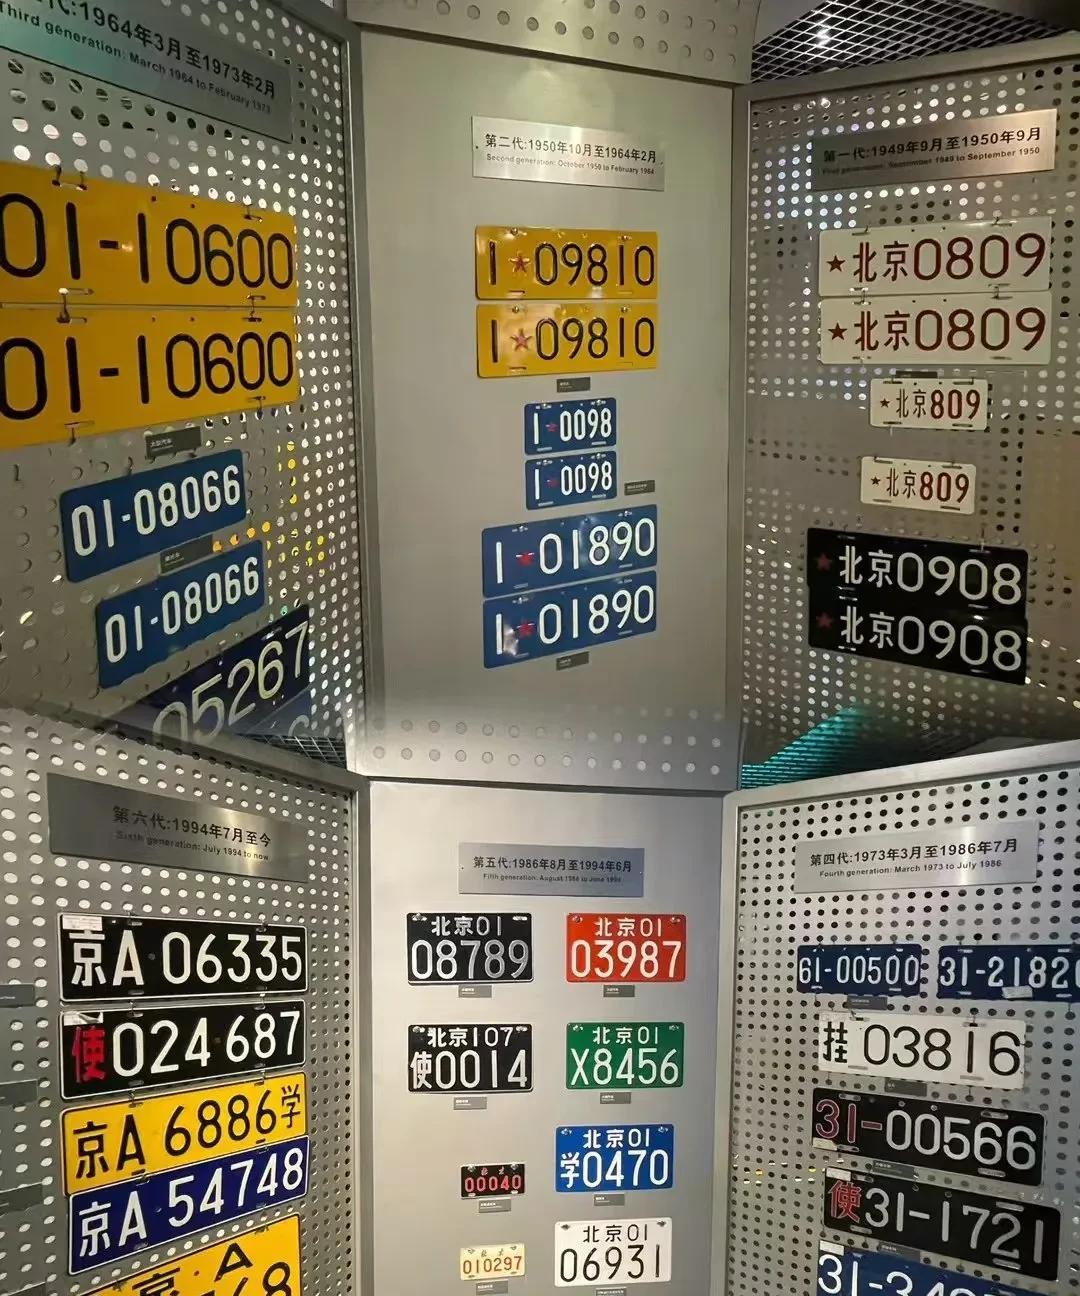 代:1964年3月至1973年2月
Third generation: March 1964 to February 1973
01-10600
01-10600
大型汽车
01-08066
01-08066
05267
第二代:1950年10月至1964年2月
Second generation: October 1950 to February 1964
1★09810
1★09810
1★0098
1★0098
1★01890
1★01890
第一代:1949年9月至1950年9月
First generation: September 1949 to September 1950
★北京0809
★北京0809
★北京809
★北京809
★北京0908
★北京0908
第六代:1994年7月至今
Sixth generation: July 1994 to now
京A 06335
使024 687
京A 6886学
京A 54748
京A
第五代:1986年8月至1994年6月
Fifth generation: August 1986 to June 1994
北京01
08789
北京01
03987
北京107
使0014
北京01
X8456
北京01
学0470
北京
00040
北京
010297
北京01
06931
第四代:1973年3月至1986年7月
Fourth generation: March 1973 to July 1986
61-00500
31-2182
挂03816
31-00566
使31-1721
31-34